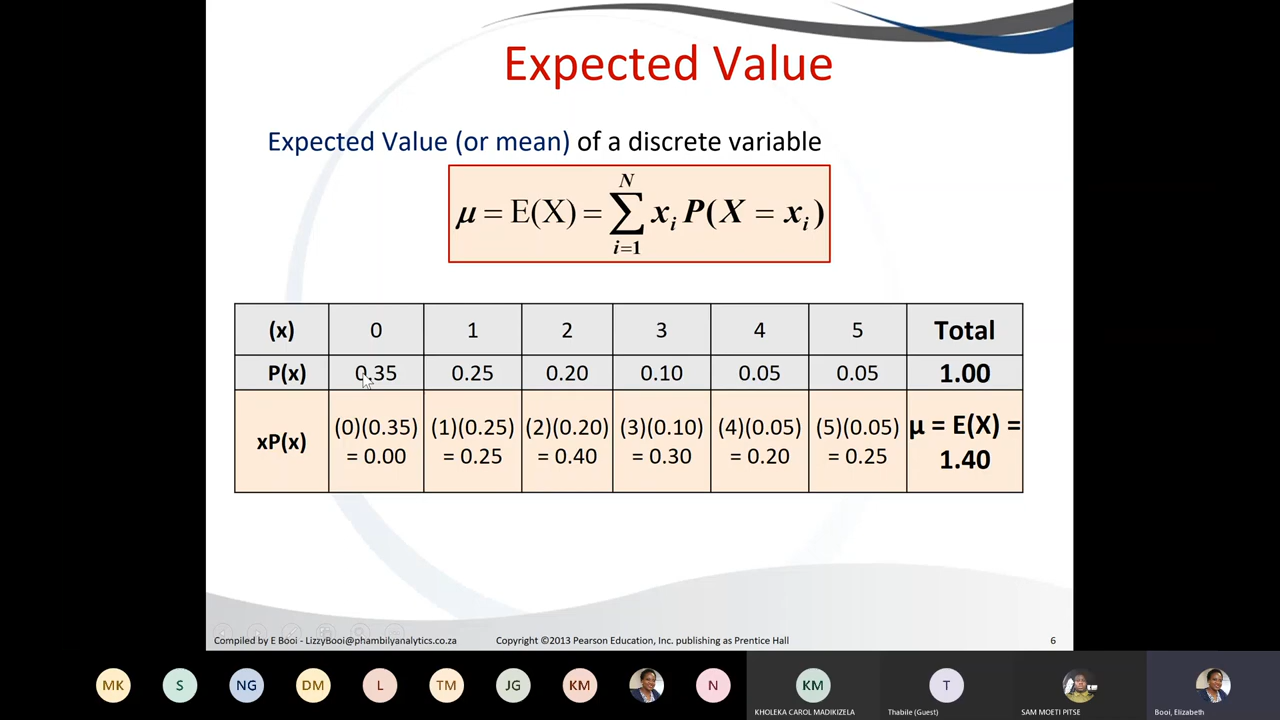 Expected Value
Expected Value (or mean) of a discrete variable
μ = E(X) = ∑ i=1 N xi P(X = xi)
(x) 0 1 2 3 4 5 Total
P(x) 0.35 0.25 0.20 0.10 0.05 0.05 1.00
xP(x) (0)(0.35) = 0.00 (1)(0.25) = 0.25 (2)(0.20) = 0.40 (3)(0.10) = 0.30 (4)(0.05) = 0.20 (5)(0.05) = 0.25 μ = E(X) = 1.40
Compiled by E Booi - LizzyBooi@phambilyanalytics.co.za Copyright ©2013 Pearson Education, Inc. publishing as Prentice Hall 6
MK S NG DM L TM JG KM N KM T
KHOLEKA CAROL MADIKIZELA Thabile (Guest) SAM MOETI PITSE Booi, Elizabeth